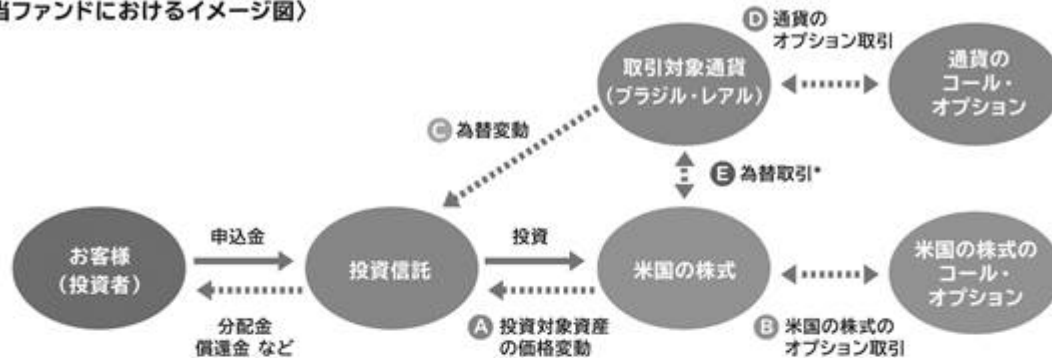 当ファンドにおけるイメージ図〉
D 通貨の
オプション取引
取引対象通貨
(ブラジル・レアル)
通貨の
コール・
オプション
C 為替変動
E 為替取引*
お客様
(投資者)
申込金
分配金
償還金 など
投資信託
投資
A 投資対象資産
の価格変動
米国の株式
B 米国の株式の
オプション取引
米国の株式の
コール・
オプション